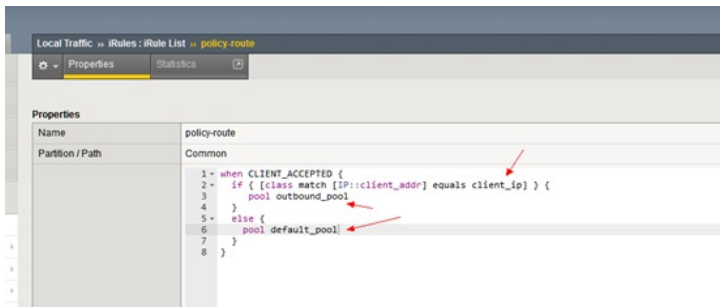 Local Traffic » iRules : iRule List » policy-route
Properties Statistics
Properties
Name policy-route
Partition / Path Common
1 when CLIENT_ACCEPTED {
2 if { [class match [IP::client_addr] equals client_ip] } {
3 pool outbound_pool
4 }
5 else {
6 pool default_pool
7 }
8 }